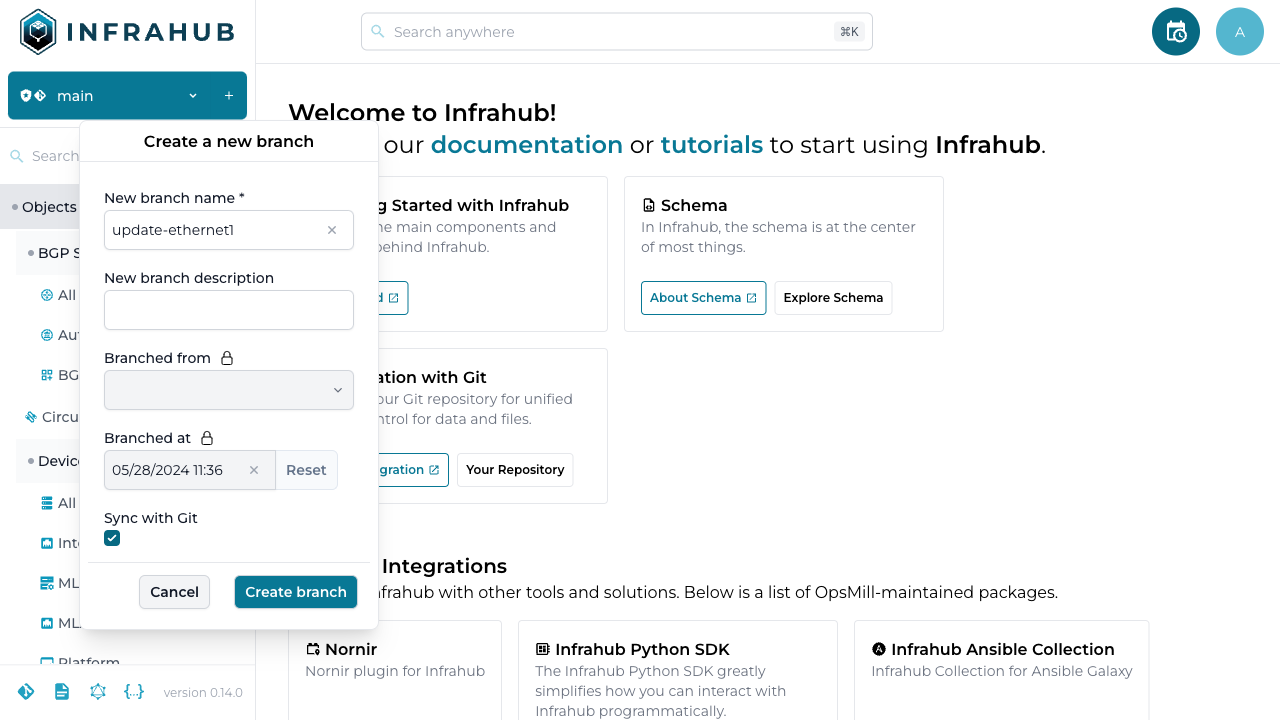 INFRAHUB
Search anywhere
⌘K
A
main
+
Welcome to Infrahub!
our documentation or tutorials to start using Infrahub.
Search
Objects
BGP S
All
BG
Device
All
Platform
version 0.14.0
Create a new branch
New branch name *
update-ethernet1
New branch description
Branched from
Branched at
05/28/2024 11:36
Reset
Sync with Git
Cancel
Create branch
g Started with Infrahub
main components and
behind Infrahub.
Schema
In Infrahub, the schema is at the center
of most things.
About Schema
Explore Schema
ation with Git
our Git repository for unified
ntrol for data and files.
gration
Your Repository
Integrations
nfrahub with other tools and solutions. Below is a list of OpsMill-maintained packages.
Nornir
Nornir plugin for Infrahub
Infrahub Python SDK
The Infrahub Python SDK greatly
simplifies how you can interact with
Infrahub programmatically.
Infrahub Ansible Collection
Infrahub Collection for Ansible Galaxy